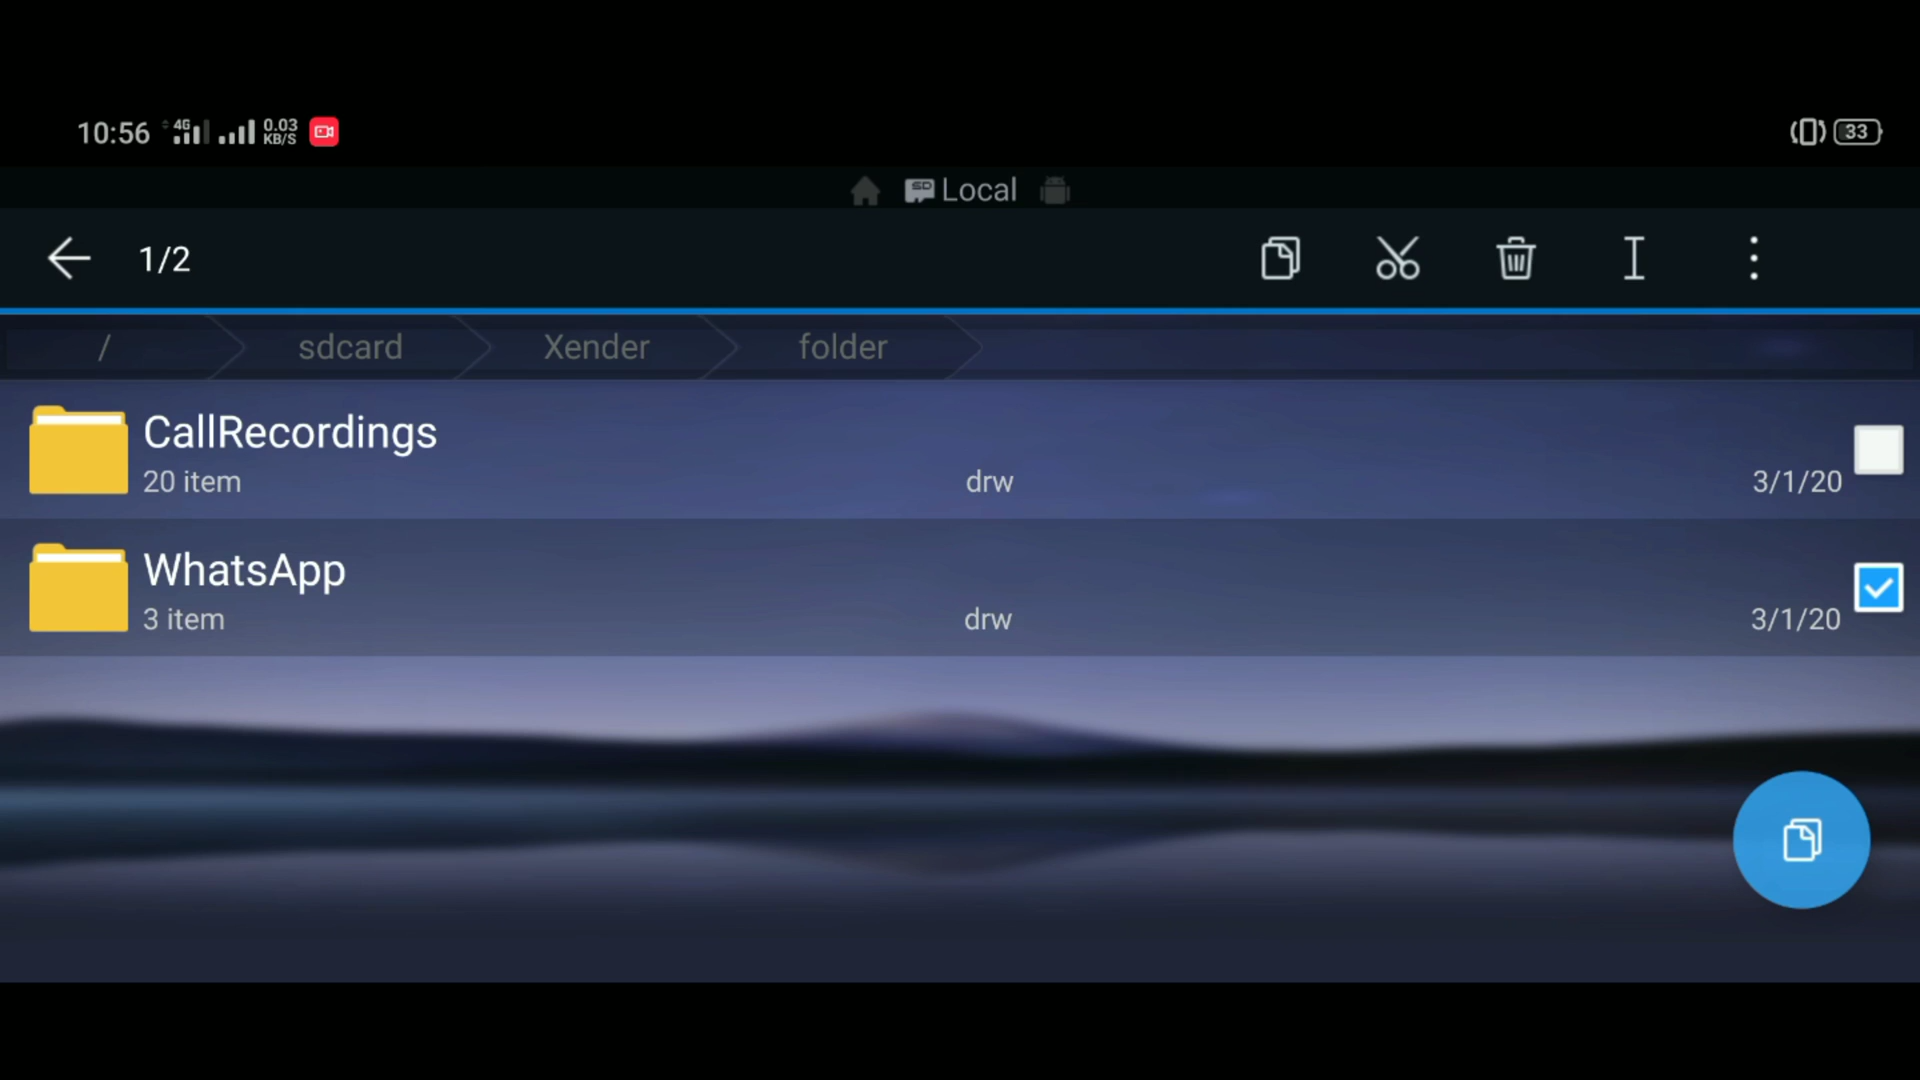 10:56 4G 0.03 KB/S 33
SD Local
1/2
/ sdcard Xender folder
CallRecordings
20 item drw 3/1/20
WhatsApp
3 item drw 3/1/20